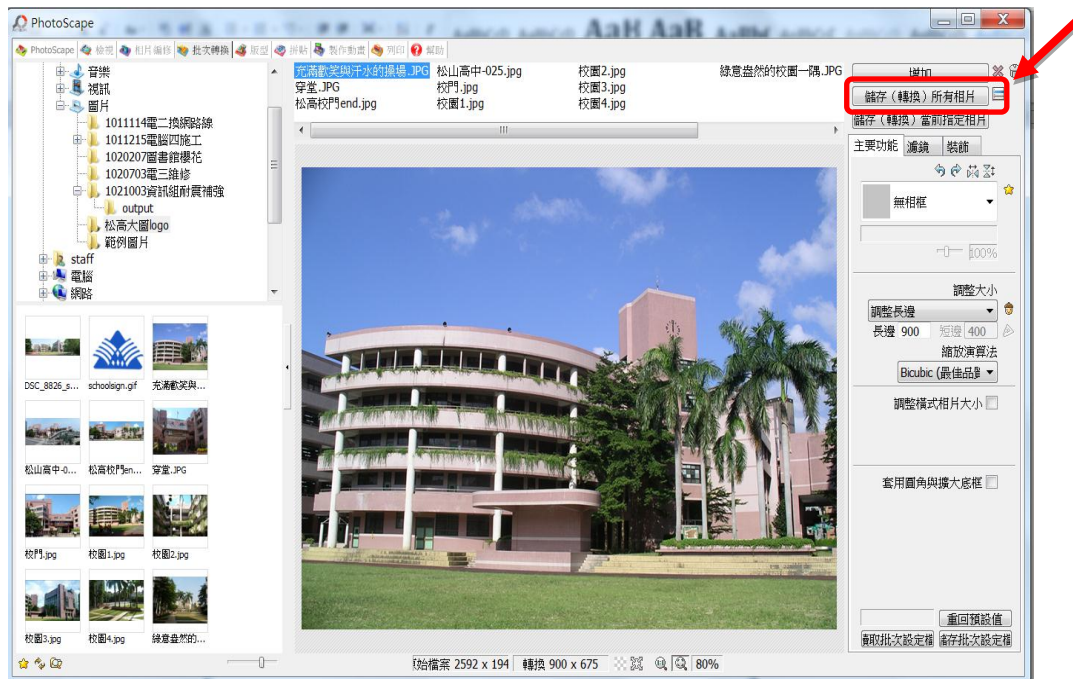 PhotoScape
PhotoScape 檢視 相片編修 批次轉換 版型 拼貼 製作動畫 列印 幫助
音樂
視訊
圖片
1011114電二換網路線
1011215電腦四施工
1020207圖書館櫻花
1020703電三維修
1021003資訊組耐震補強
output
松高大圖logo
範例圖片
staff
電腦
網路
DSC_8826_s... schoolsign.gif 充滿歡笑與...
松山高中-0... 松高校門en... 穿堂.JPG
校門.jpg 校園1.jpg 校園2.jpg
校園3.jpg 校園4.jpg 綠意盎然的...
充滿歡笑與汗水的操場.JPG 松山高中-025.jpg 校園2.jpg 綠意盎然的校園一隅.JPG
穿堂.JPG 校門.jpg 校園3.jpg
松高校門end.jpg 校園1.jpg 校園4.jpg
增加
儲存（轉換）所有相片
儲存（轉換）當前指定相片
主要功能 濾鏡 裝飾
無相框
100%
調整大小
調整長邊
長邊 900 短邊 400
縮放演算法
Bicubic (最佳品
調整橫式相片大小
套用圓角與擴大底框
重回預設值
取批次設定檔 存批次設定檔
始檔案 2592 x 194 轉換 900 x 675 80%